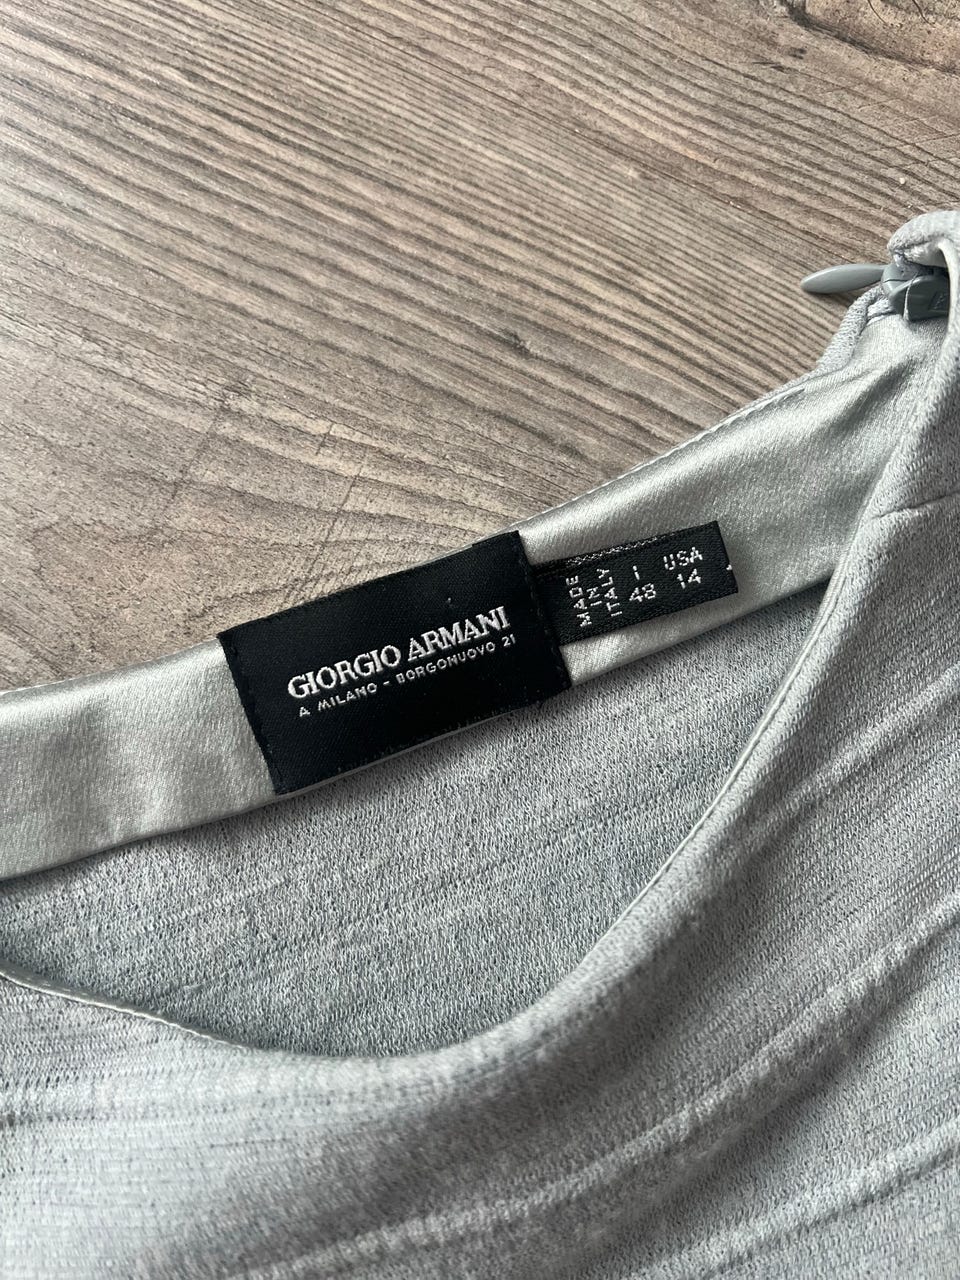 GIORGIO ARMANI
A MILANO - BORGONUOVO 21
MADE
IN
ITALY
I
48
USA
14